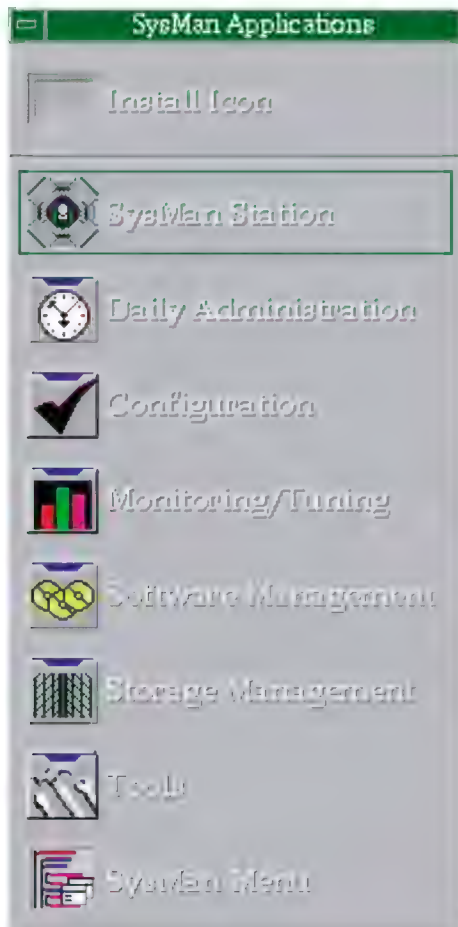 SysMan Applications
Install Icon
SysMan Station
Daily Administration
Configuration
Monitoring/Tuning
Software Management
Storage Management
Tools
SysMan Menu